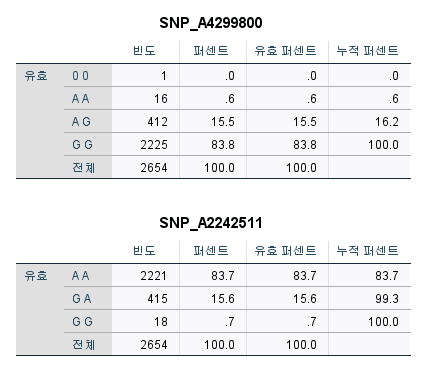 SNP_A4299800
빈도 퍼센트 유효 퍼센트 누적 퍼센트
유효 0 0 1 .0 .0 .0
A A 16 .6 .6 .6
A G 412 15.5 15.5 16.2
G G 2225 83.8 83.8 100.0
전체 2654 100.0 100.0
SNP_A2242511
빈도 퍼센트 유효 퍼센트 누적 퍼센트
유효 A A 2221 83.7 83.7 83.7
G A 415 15.6 15.6 99.3
G G 18 .7 .7 100.0
전체 2654 100.0 100.0